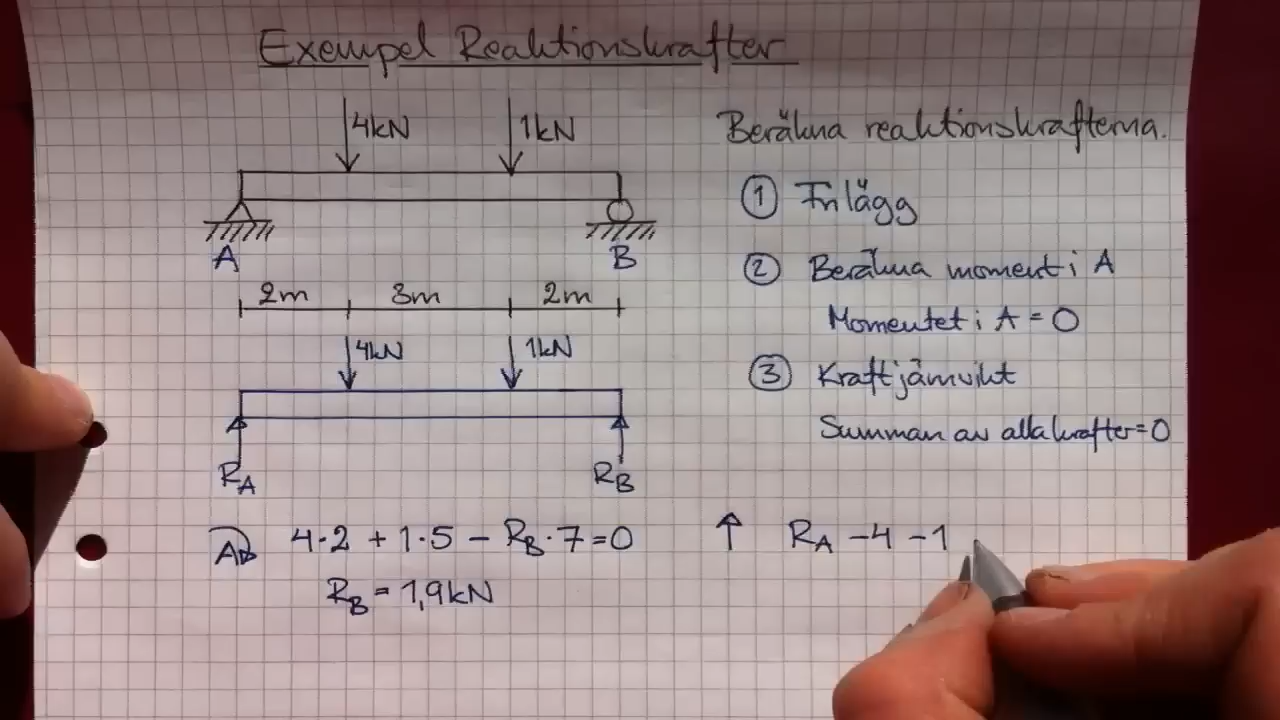 Exempel Reaktionskrafter
4kN 1kN
A B
2m 3m 2m
4kN 1kN
RA RB
A 4·2 + 1·5 - RB·7 = 0
RB = 1,9kN
Beräkna reaktionskrafterna.
1 Frilägg
2 Beräkna moment i A
Momentet i A = 0
3 Kraftjämvikt
Summan av alla krafter = 0
↑ RA - 4 - 1